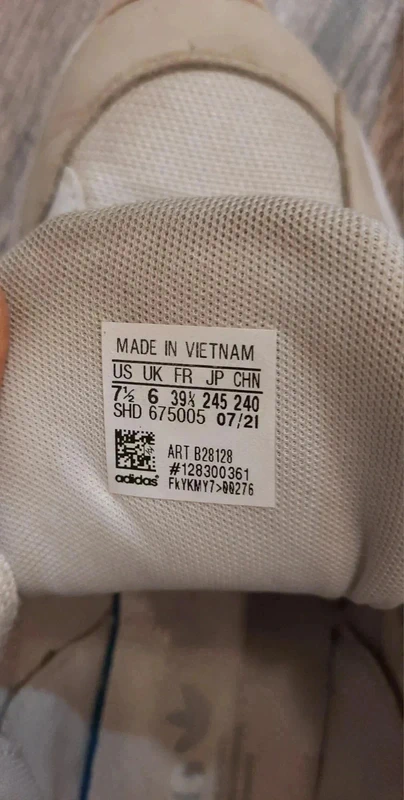 MADE IN VIETNAM
US UK FR JP CHN
7½ 6 39⅓ 245 240
SHD 675005 07/21
ART B28128
#128300361
FkYKMY7>00276
adidas